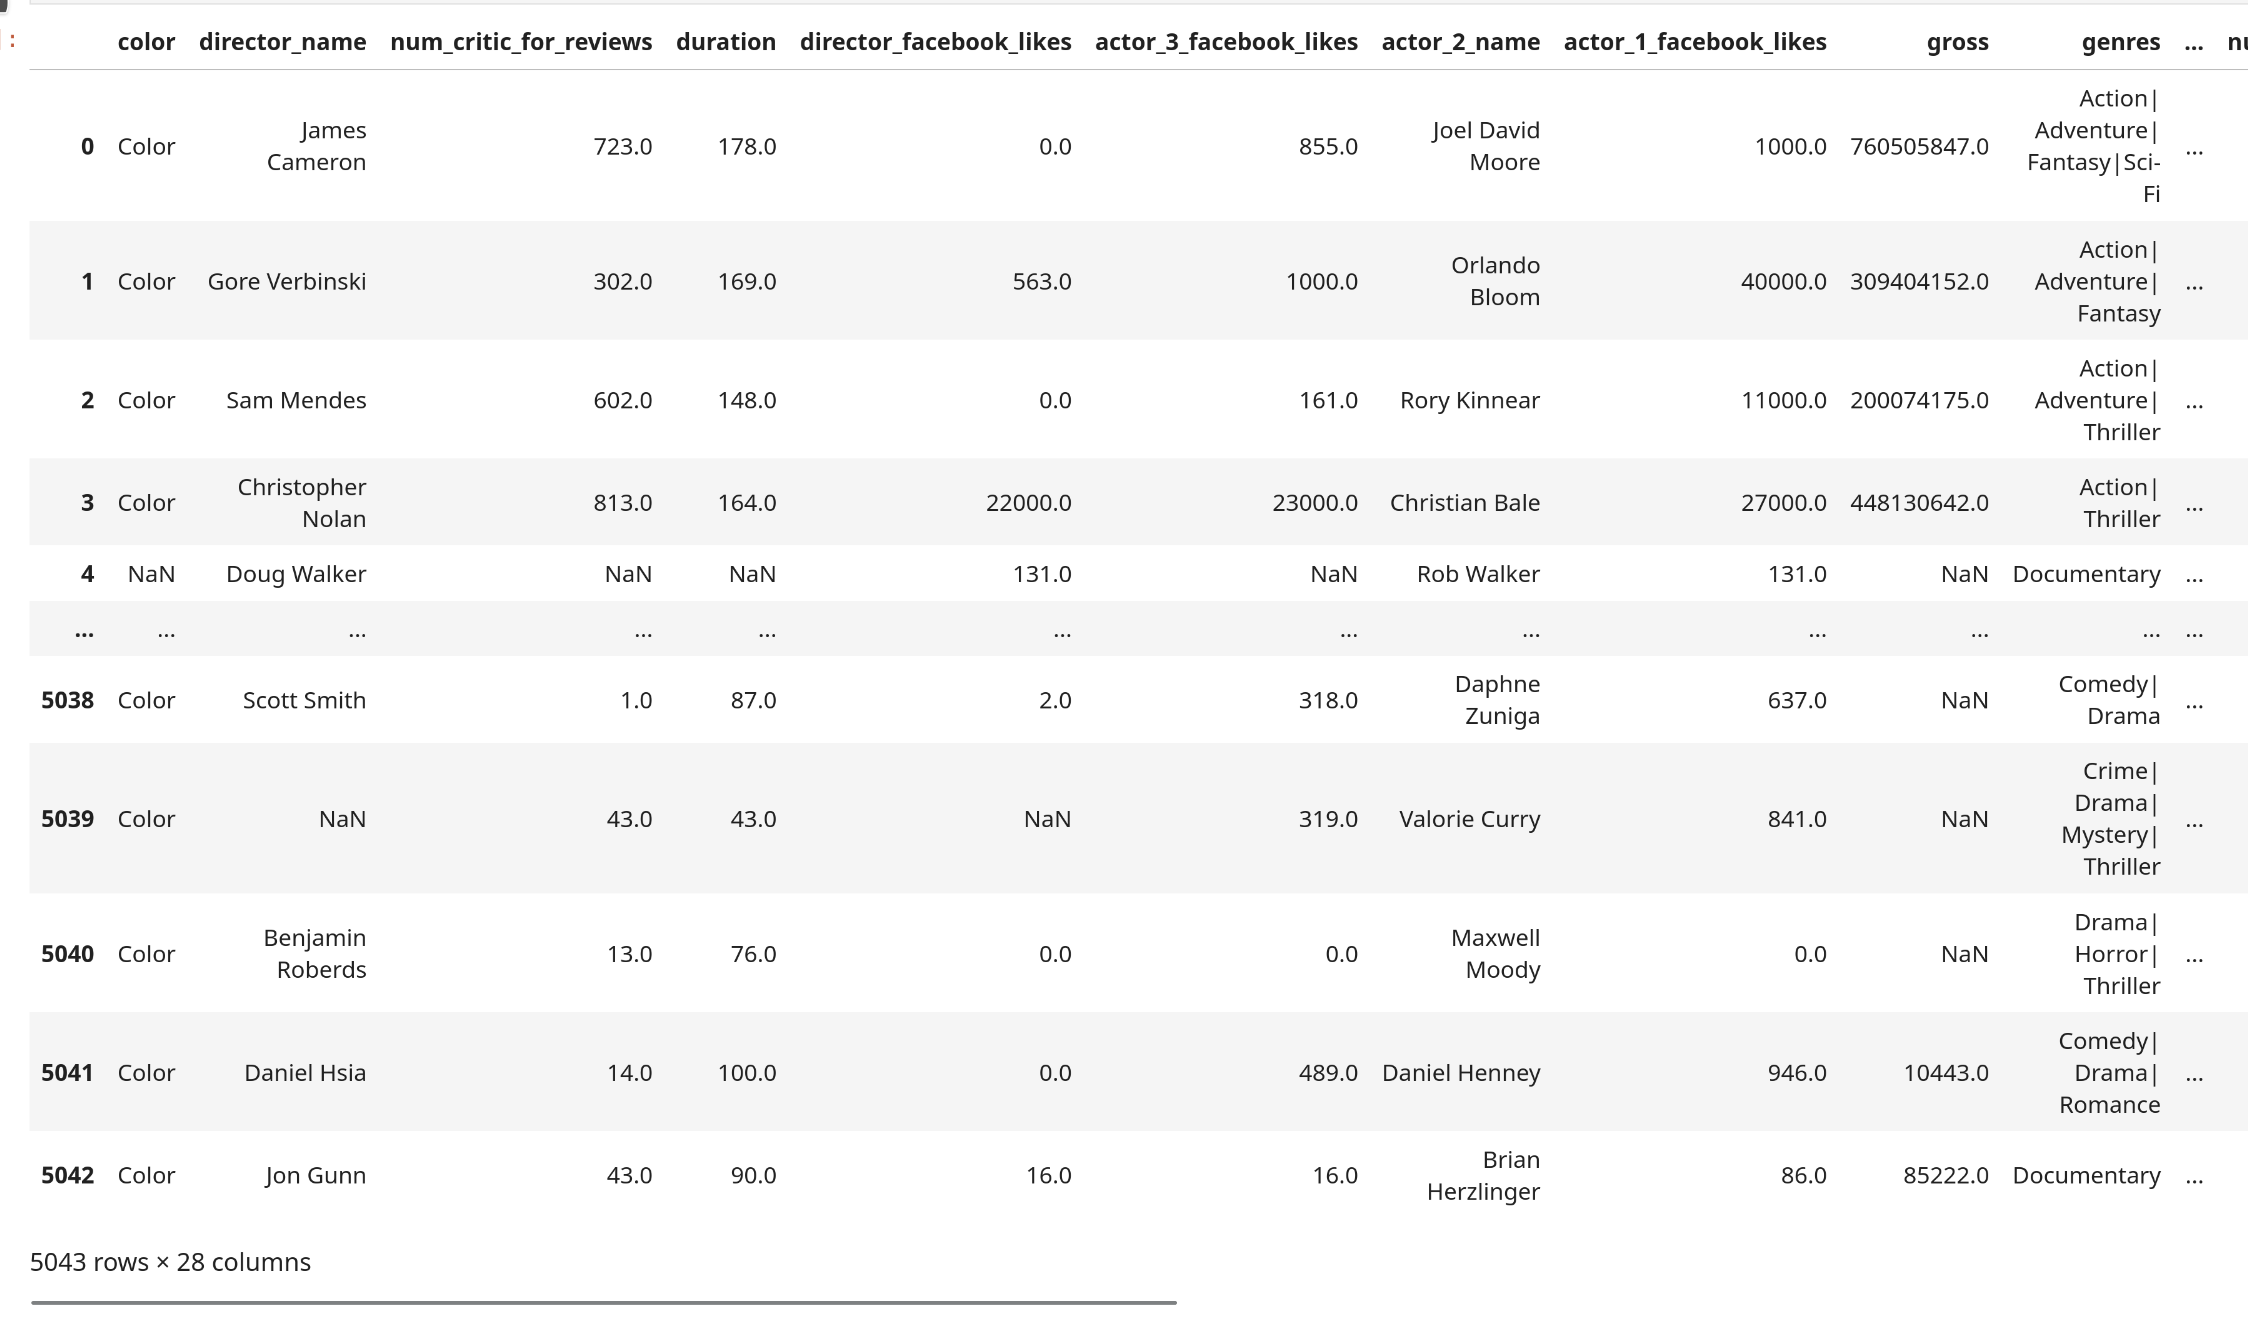 color director_name num_critic_for_reviews duration director_facebook_likes actor_3_facebook_likes actor_2_name actor_1_facebook_likes gross genres ...
0 Color James Cameron 723.0 178.0 0.0 855.0 Joel David Moore 1000.0 760505847.0 Action|Adventure|Fantasy|Sci-Fi ...
1 Color Gore Verbinski 302.0 169.0 563.0 1000.0 Orlando Bloom 40000.0 309404152.0 Action|Adventure|Fantasy ...
2 Color Sam Mendes 602.0 148.0 0.0 161.0 Rory Kinnear 11000.0 200074175.0 Action|Adventure|Thriller ...
3 Color Christopher Nolan 813.0 164.0 22000.0 23000.0 Christian Bale 27000.0 448130642.0 Action|Thriller ...
4 NaN Doug Walker NaN NaN 131.0 NaN Rob Walker 131.0 NaN Documentary ...
... ... ... ... ... ... ... ... ... ... ... ...
5038 Color Scott Smith 1.0 87.0 2.0 318.0 Daphne Zuniga 637.0 NaN Comedy|Drama ...
5039 Color NaN 43.0 43.0 NaN 319.0 Valorie Curry 841.0 NaN Crime|Drama|Mystery|Thriller ...
5040 Color Benjamin Roberds 13.0 76.0 0.0 0.0 Maxwell Moody 0.0 NaN Drama|Horror|Thriller ...
5041 Color Daniel Hsia 14.0 100.0 0.0 489.0 Daniel Henney 946.0 10443.0 Comedy|Drama|Romance ...
5042 Color Jon Gunn 43.0 90.0 16.0 16.0 Brian Herzlinger 86.0 85222.0 Documentary ...
5043 rows × 28 columns